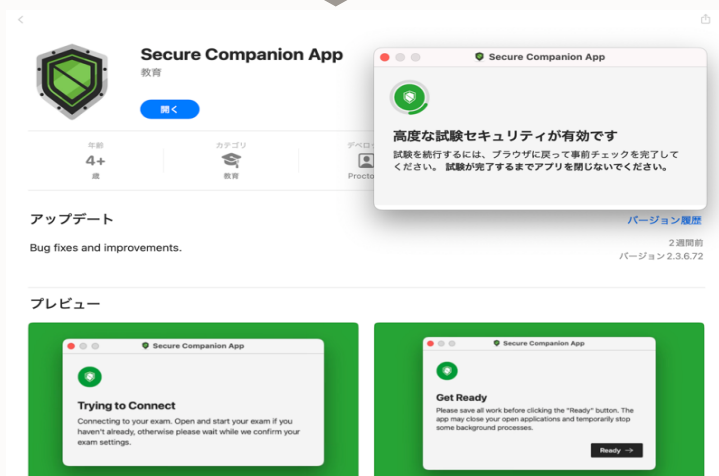 Secure Companion App
教育
開く
年齢
4+
歳
カテゴリ
教育
Secure Companion App
高度な試験セキュリティが有効です
試験を続行するには、ブラウザに戻って事前チェックを完了して
ください。 試験が完了するまでアプリを閉じないでください。
アップデート
バージョン履歴
Bug fixes and improvements.
2週間前
バージョン 2.3.6.72
プレビュー
Secure Companion App
Trying to Connect
Connecting to your exam. Open and start your exam if you
haven't already, otherwise please wait while we confirm your
exam settings.
Secure Companion App
Get Ready
Please save all work before clicking the "Ready" button. The
app may close your open applications and temporarily stop
some background processes.
Ready →